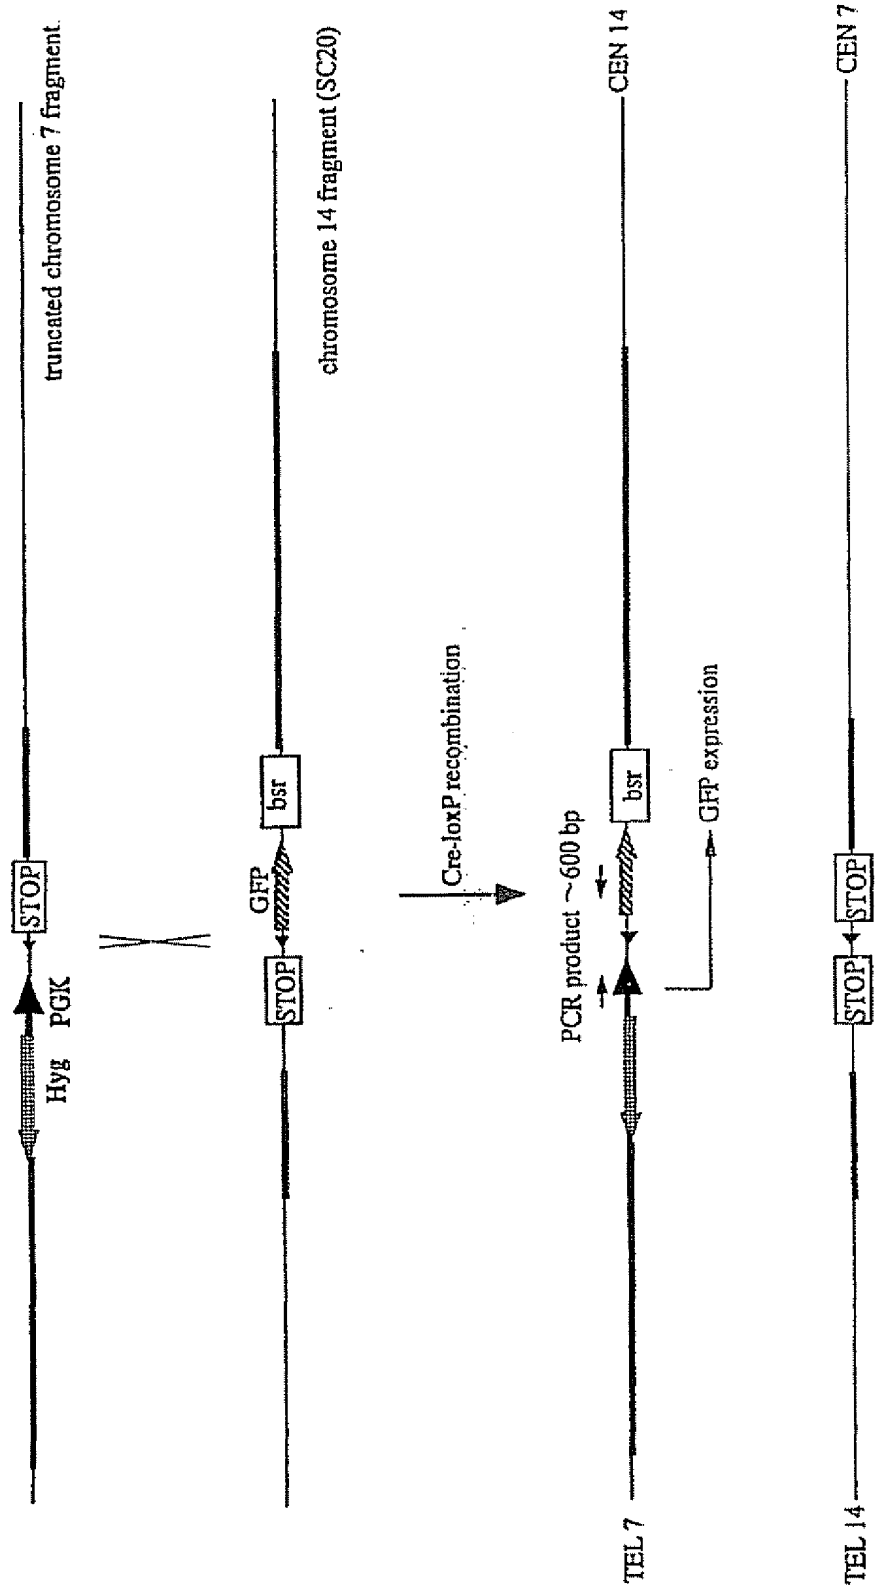 truncated chromosome 7 fragment.
STOP
PGK
Hyg
chromosome 14 fragment (SC20)
bsr
GFP
STOP
Cre-loxP recombination
CEN 14
bsr
PCR product ~ 600 bp
GFP expression
TEL 7
CEN 7
STOP
STOP
TEL 14